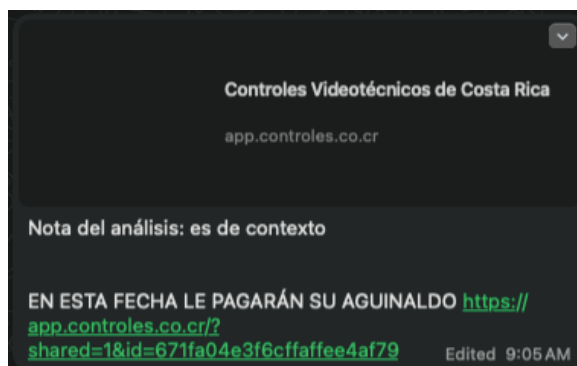 Controles Videotécnicos de Costa Rica
app.controles.co.cr
Nota del análisis: es de contexto
EN ESTA FECHA LE PAGARÁN SU AGUINALDO https://
app.controles.co.cr/?
shared=1&id=671fa04e3f6cffaffee4af79
Edited 9:05 AM